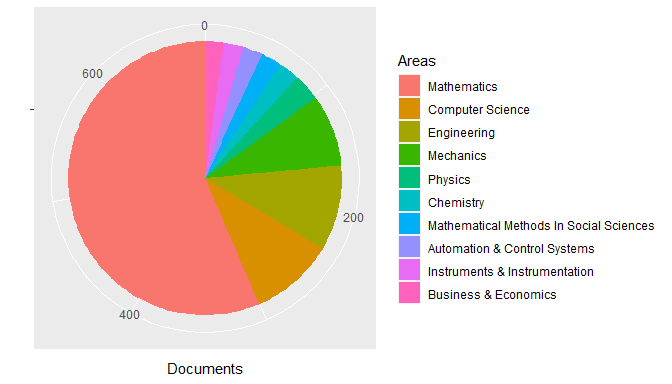 0
600
200
400
Documents
Areas
Mathematics
Computer Science
Engineering
Mechanics
Physics
Chemistry
Mathematical Methods In Social Sciences
Automation & Control Systems
Instruments & Instrumentation
Business & Economics